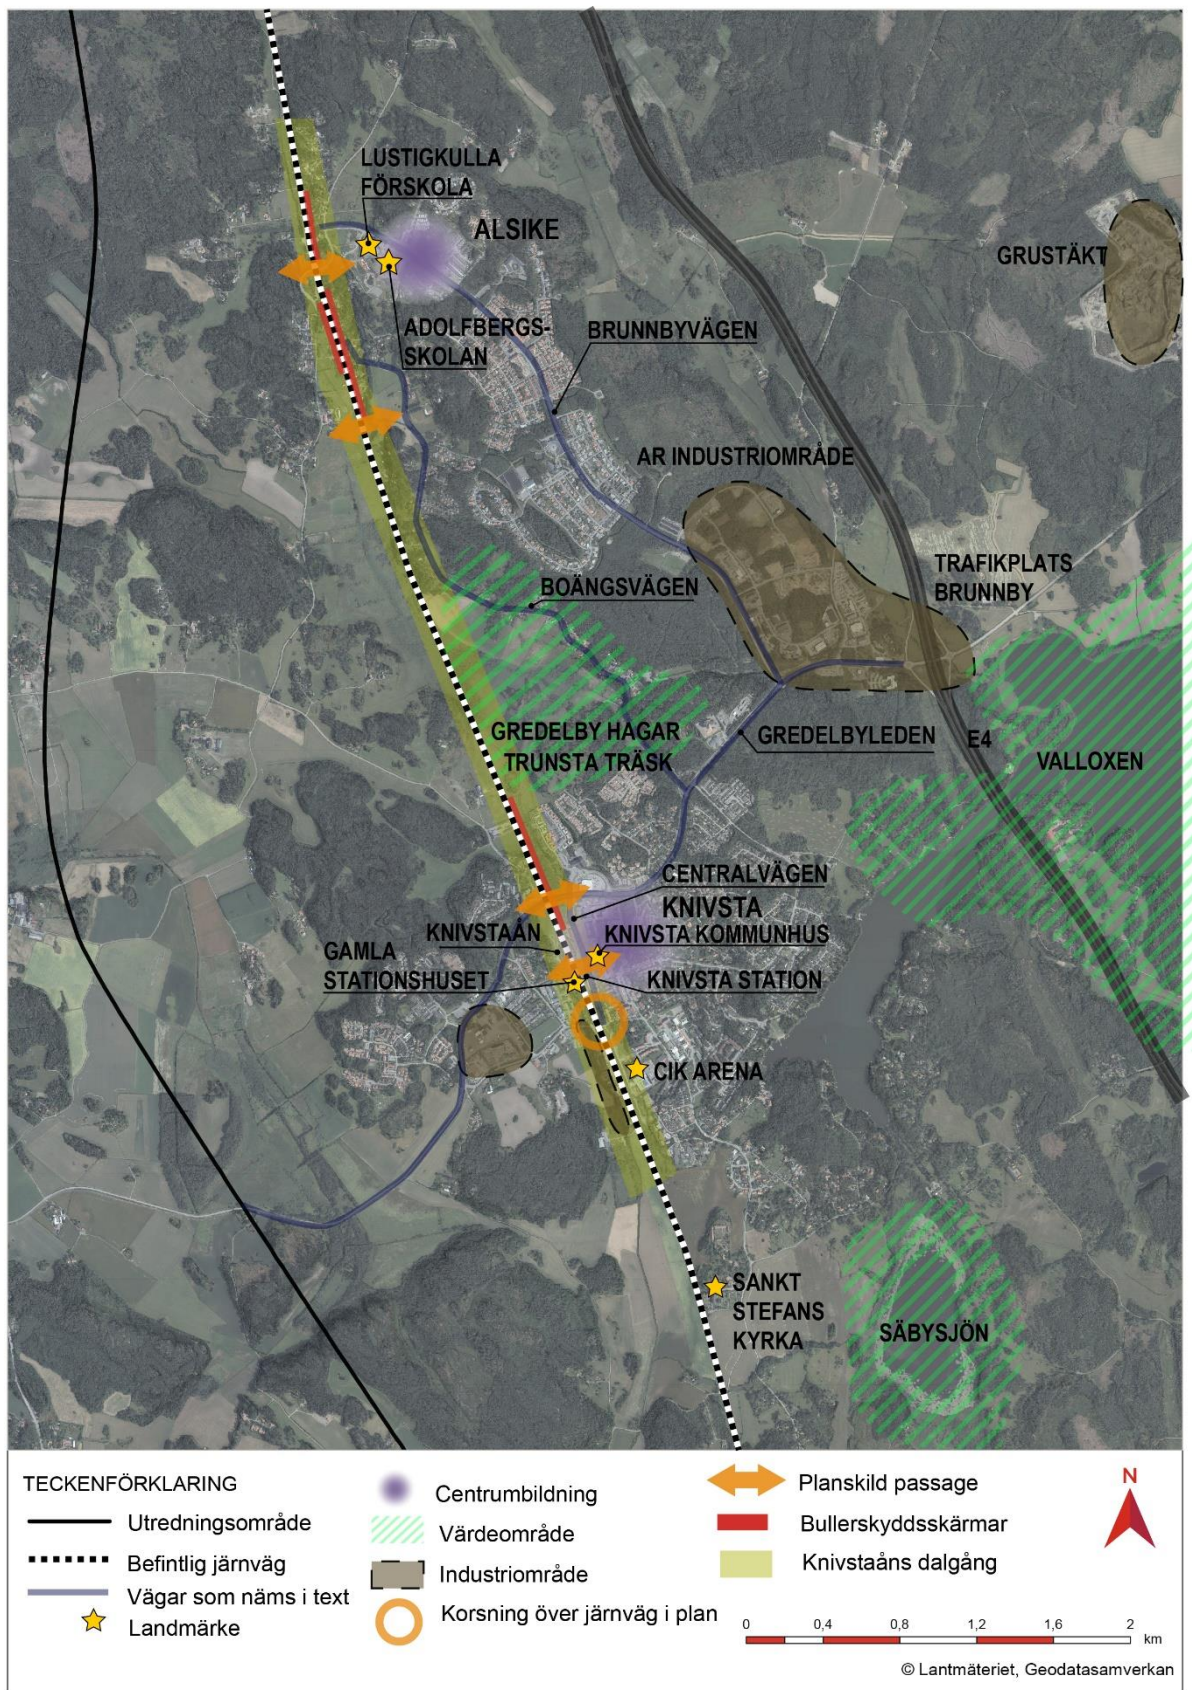 LUSTIGKULLA
FÖRSKOLA
ALSIKE
GRUSTÄKT
ADOLFBERGS-
SKOLAN
BRUNNBYVÄGEN
AR INDUSTRIOMRÅDE
TRAFIKPLATS
BRUNNBY
BOÄNGSVÄGEN
GREDELBY HAGAR
TRUNSTA TRÄSK
GREDELBYLEDEN
E4
VALLOXEN
CENTRALVÄGEN
KNIVSTA
KNIVSTAÅN
KNIVSTA KOMMUNHUS
GAMLA
STATIONSHUSET
KNIVSTA STATION
CIK ARENA
SANKT
STEFANS
KYRKA
SÄBYSJÖN
TECKENFÖRKLARING
Utredningsområde
Befintlig järnväg
Vägar som näms i text
Landmärke
Centrumbildning
Värdeområde
Industriområde
Korsning över järnväg i plan
Planskild passage
Bullerskyddsskärmar
Knivstaåns dalgång
N
0 0,4 0,8 1,2 1,6 2
km
© Lantmäteriet, Geodatasamverkan